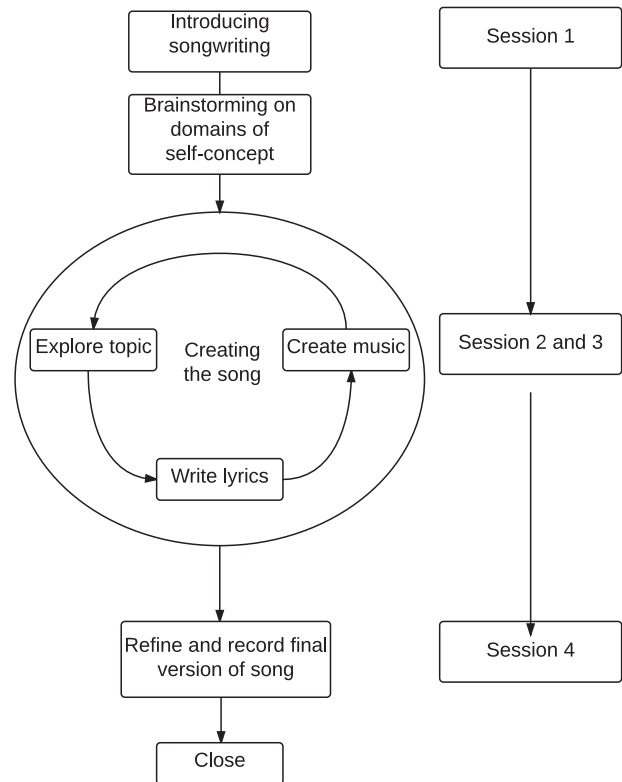 Introducing
songwriting
Session 1
Brainstorming on
domains of
self-concept
Explore topic
Creating
the song
Create music
Session 2 and 3
Write lyrics
Refine and record final
version of song
Session 4
Close